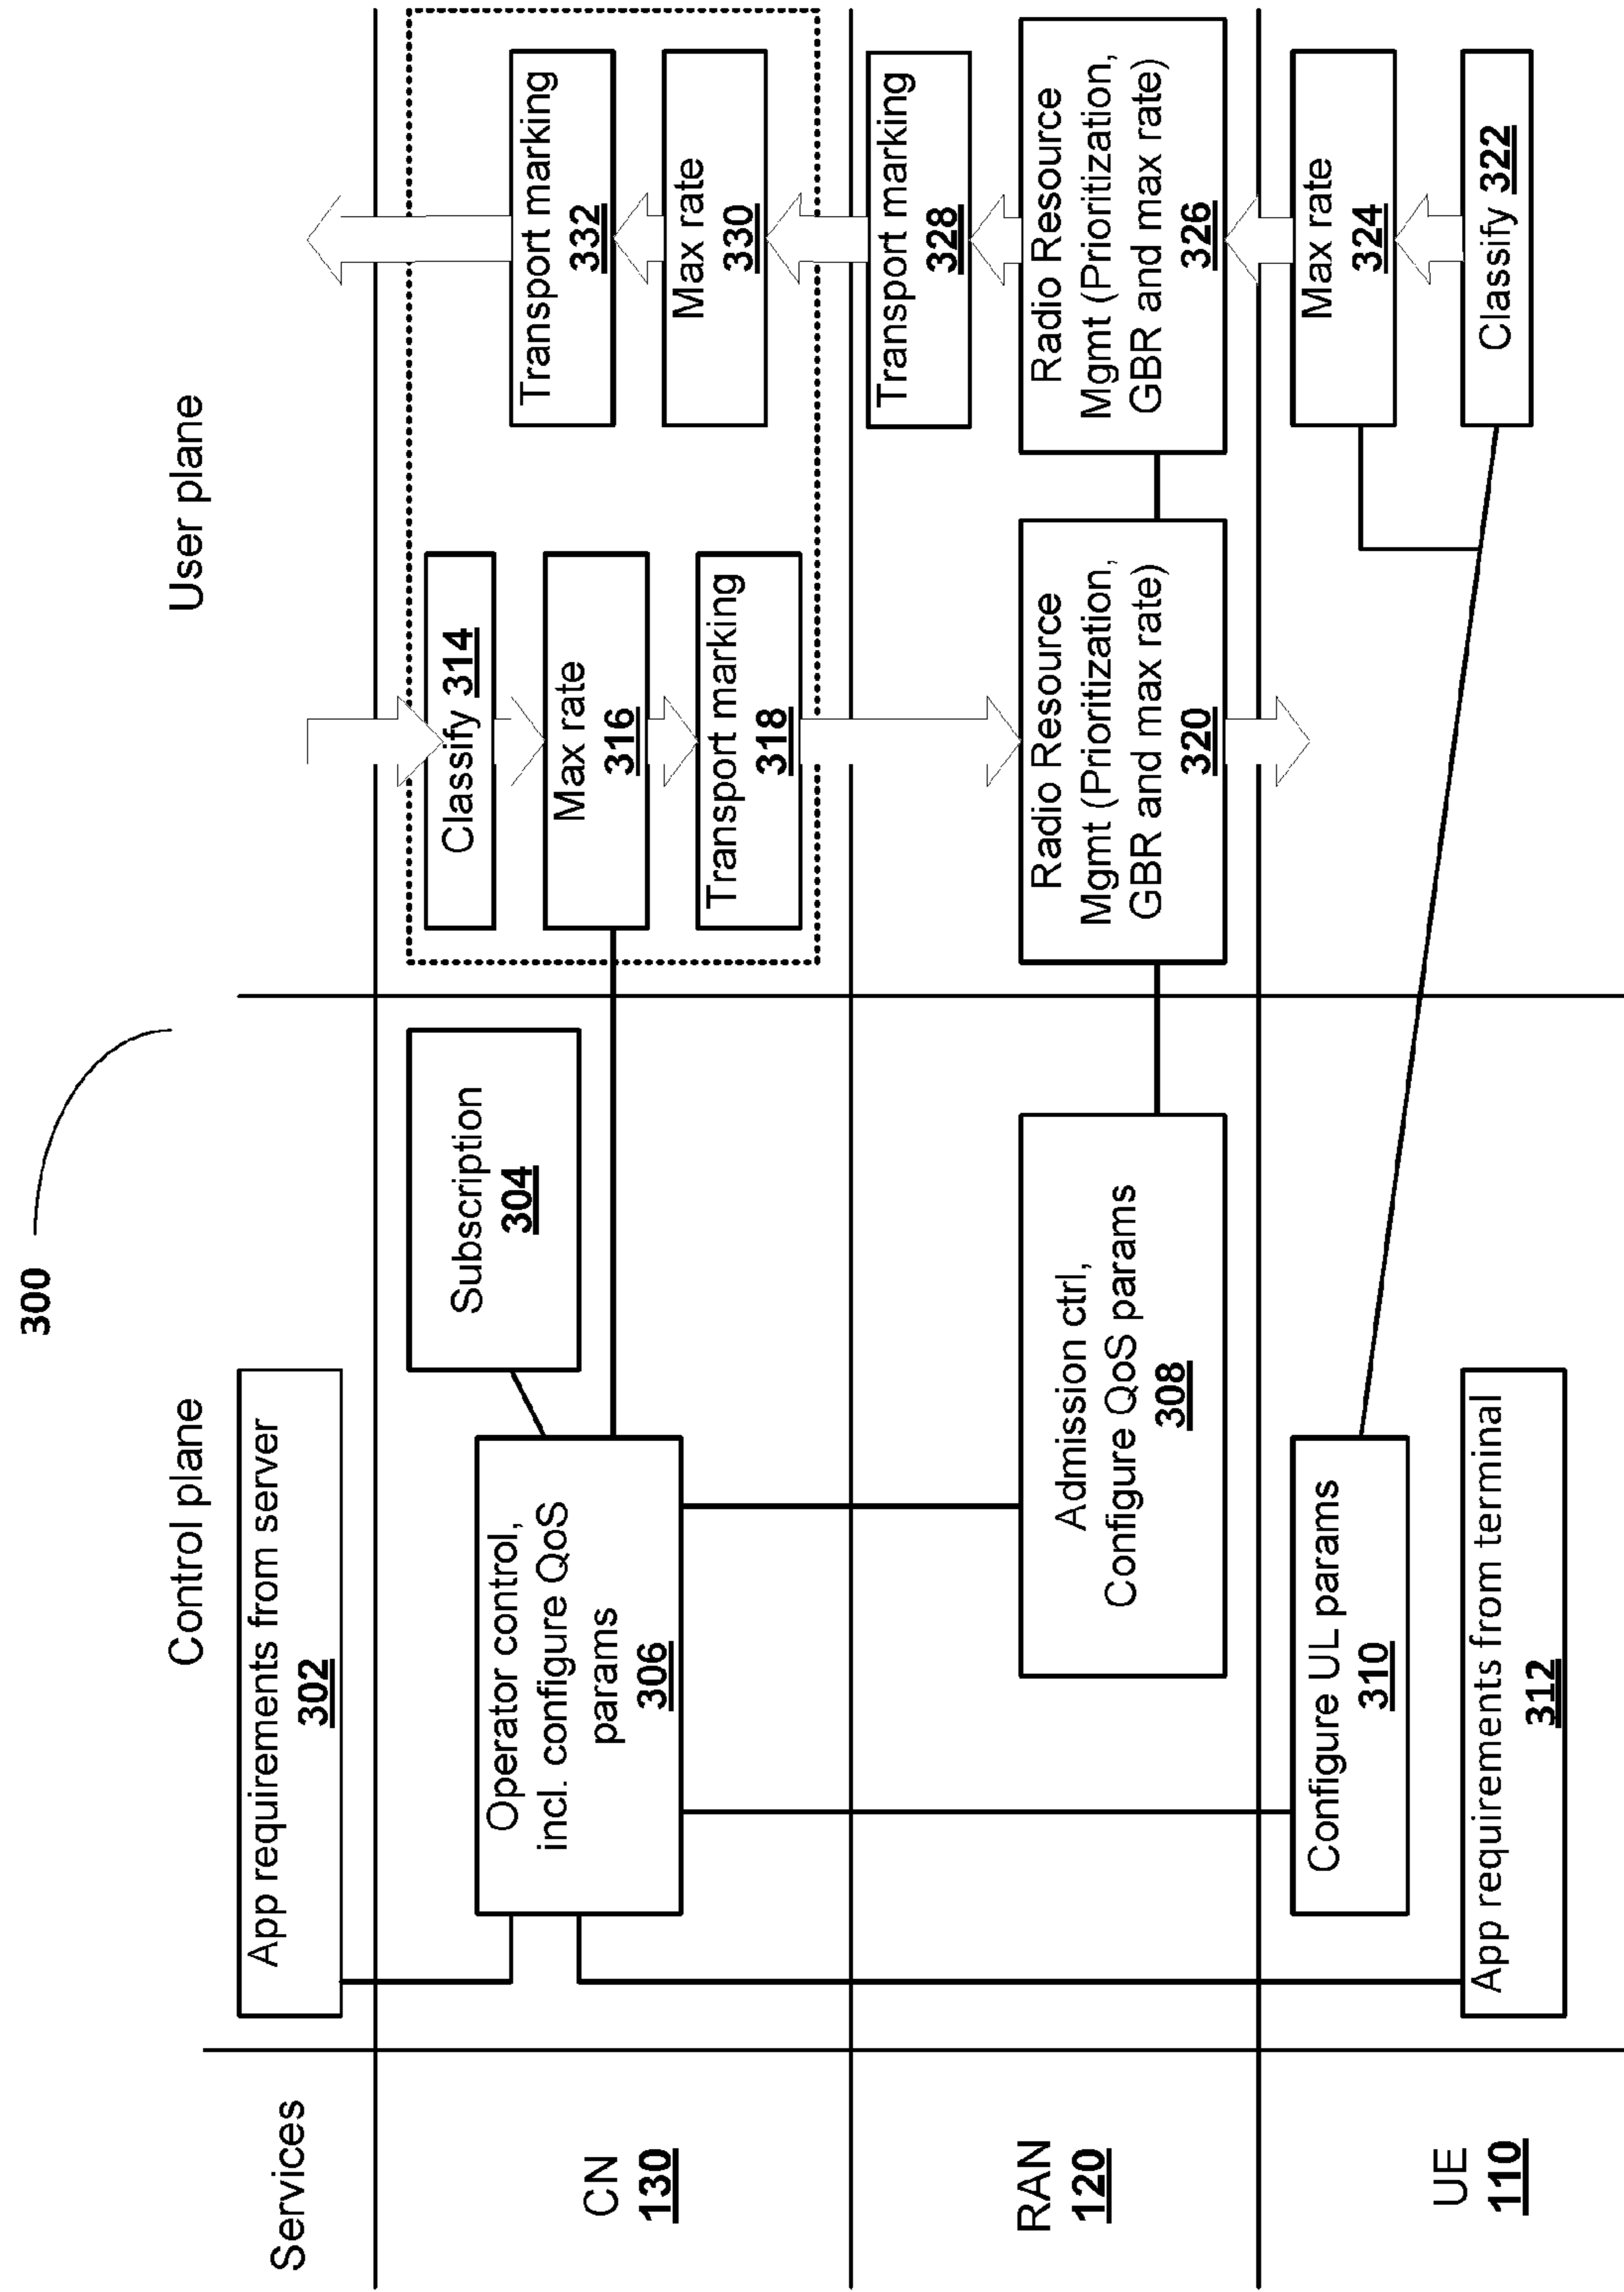 300
Control plane
User plane
Services
App requirements from server
302
CN
130
Subscription
304
Operator control,
incl. configure QoS
params
306
Classify 314
Max rate
316
Transport marking
318
Transport marking
332
Max rate
330
RAN
120
Admission ctrl,
Configure QoS params
308
Radio Resource
Mgmt (Prioritization,
GBR and max rate)
320
Transport marking
328
Radio Resource
Mgmt (Prioritization,
GBR and max rate)
326
UE
110
Configure UL params
310
App requirements from terminal
312
Max rate
324
Classify 322